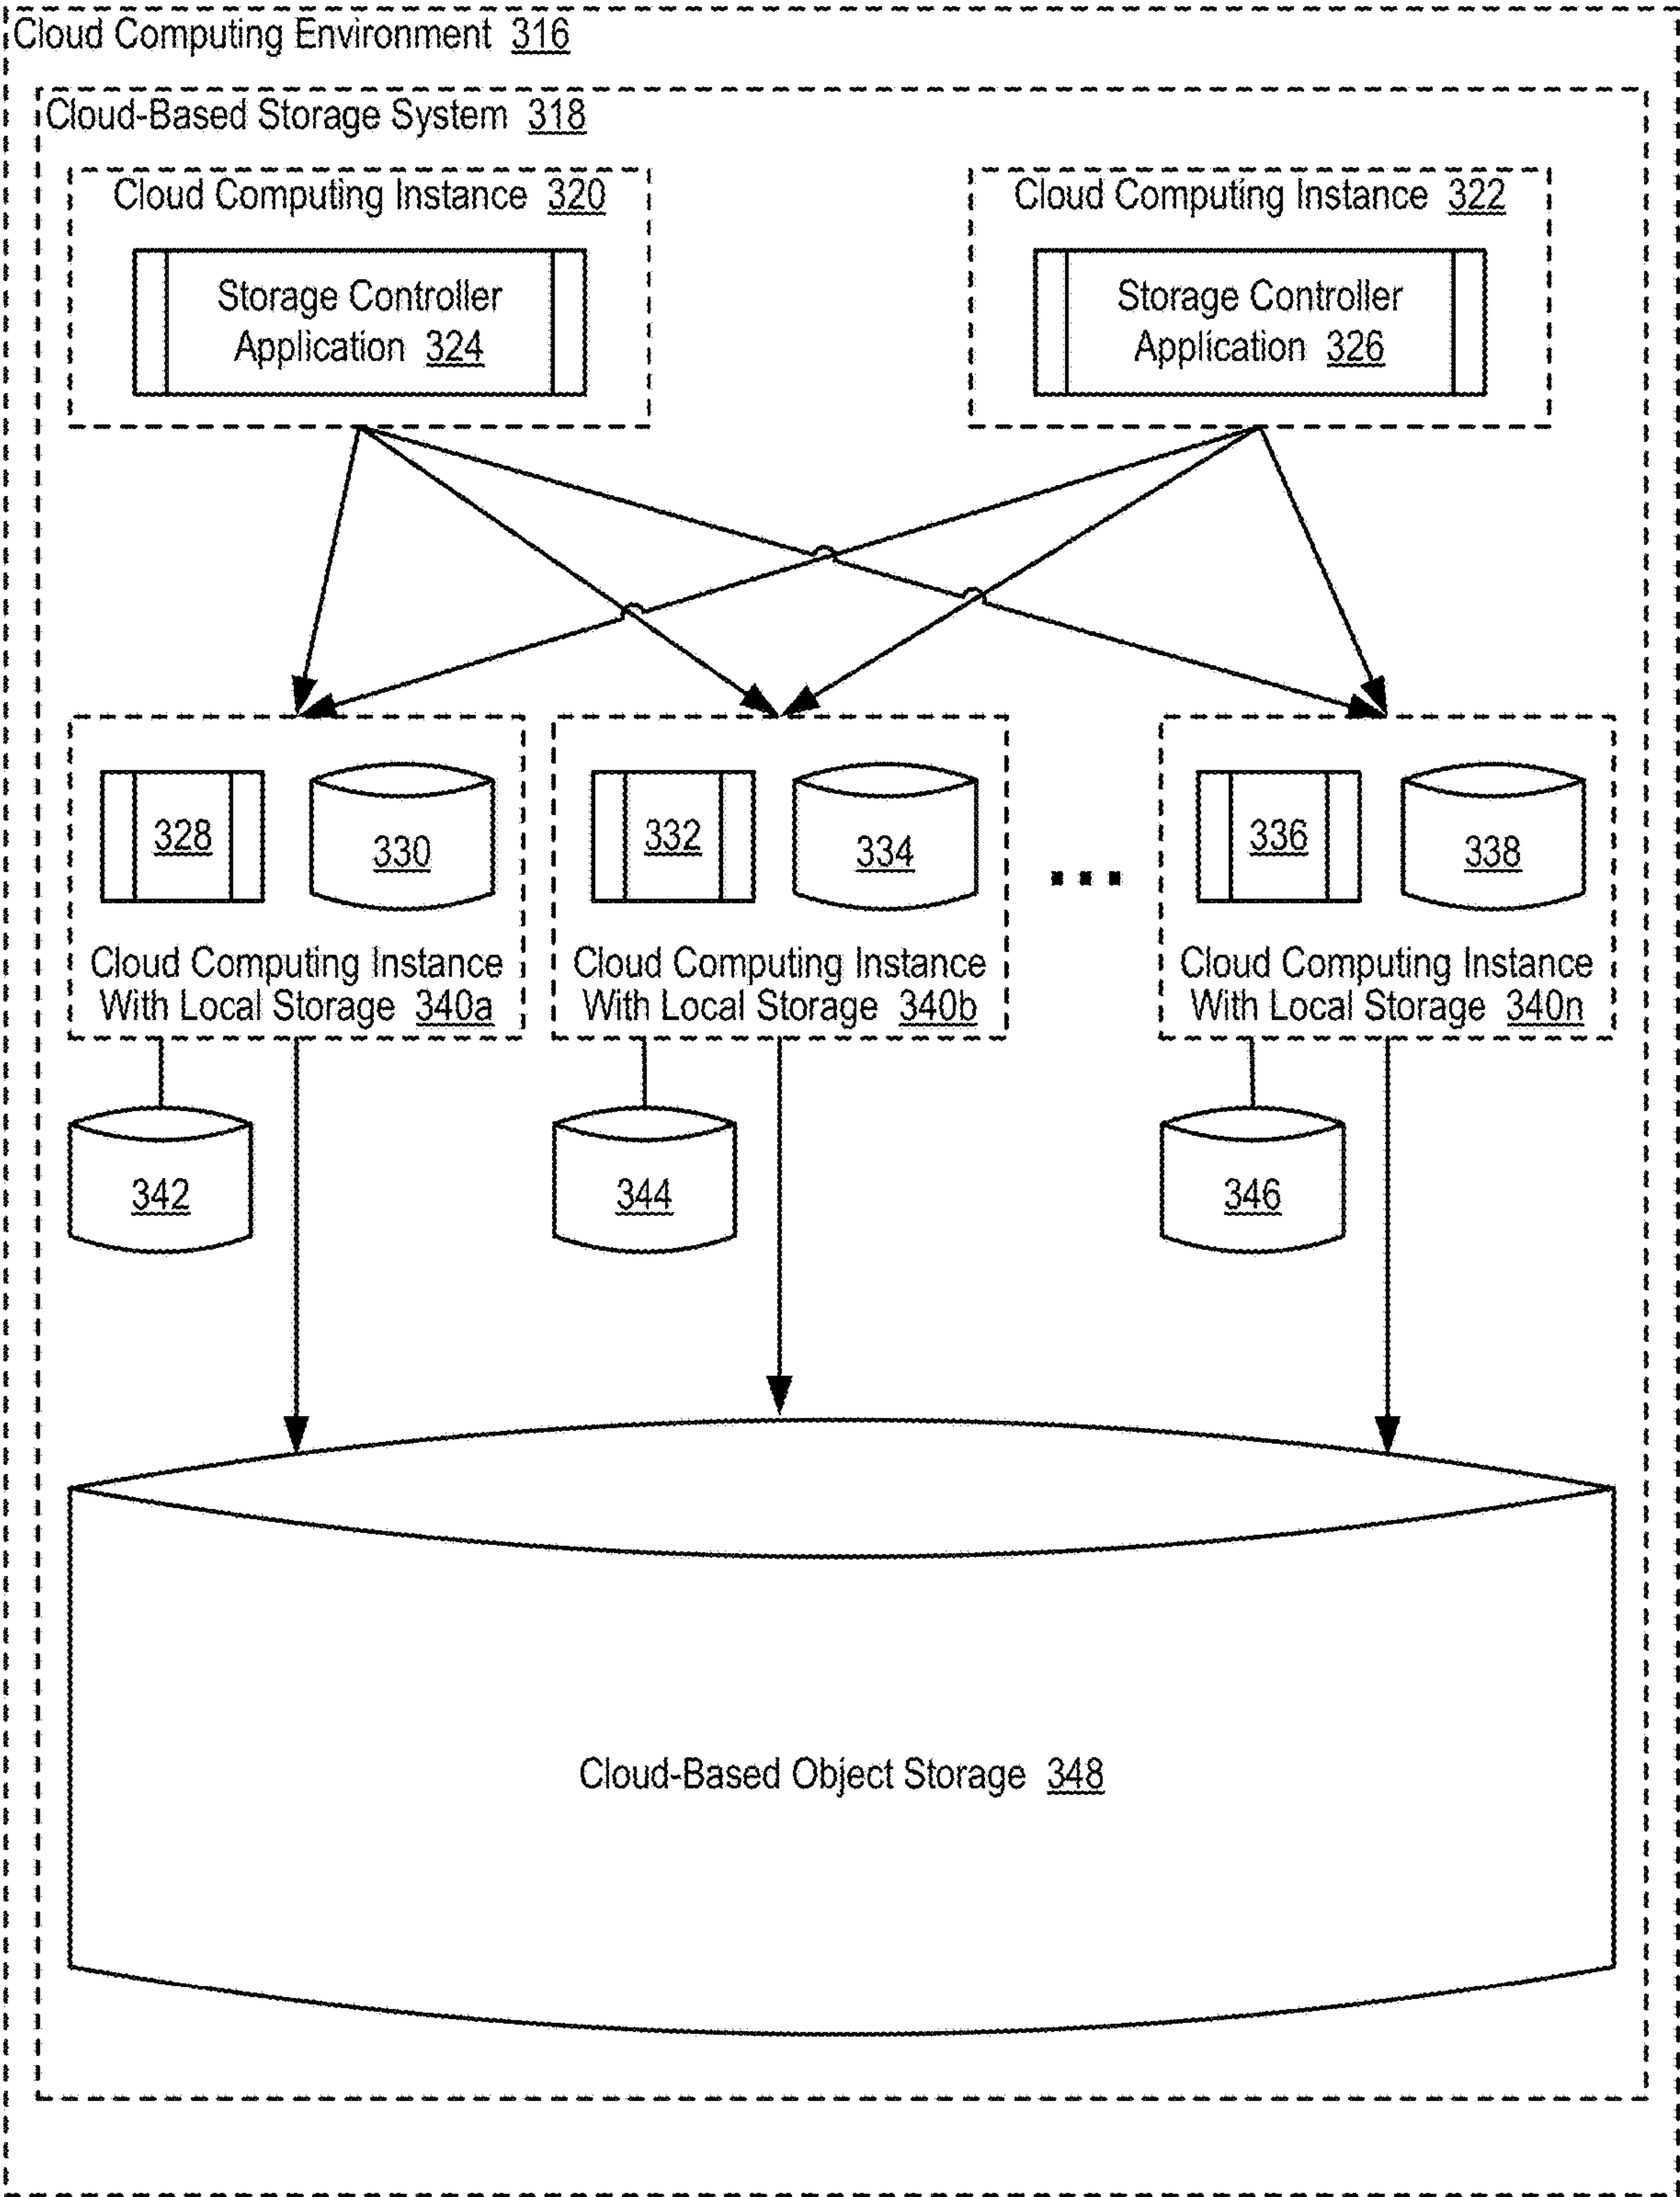 Cloud Computing Environment 316
Cloud-Based Storage System 318
Cloud Computing Instance 320
Storage Controller
Application 324
Cloud Computing Instance 322
Storage Controller
Application 326
328
330
Cloud Computing Instance
With Local Storage 340a
332
334
Cloud Computing Instance
With Local Storage 340b
...
336
338
Cloud Computing Instance
With Local Storage 340n
342
344
346
Cloud-Based Object Storage 348